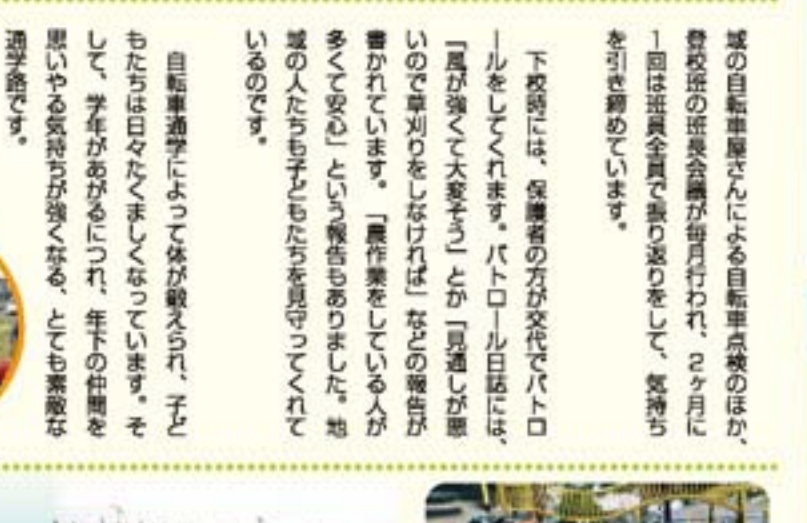 域の自転車屋さんによる自転車点検のほか、
登校班の班長会議が毎月行われ、2ヶ月に
1回は班員全員で振り返りをして、気持ち
を引き締めています。
下校時には、保護者の方が交代でパトロ
ールをしてくれます。パトロール日誌には、
「風が強くて大変そう」とか「見通しが悪
いので草刈りをしなければ」などの報告が
書かれています。「農作業をしている人が
多くて安心」という報告もありました。地
域の人たちも子どもたちを見守ってくれて
いるのです。
自転車通学によって体が鍛えられ、子ど
もたちは日々たくましくなっています。そ
して、学年があがるにつれ、年下の仲間を
思いやる気持ちが強くなる、とても素敵な
通学路です。